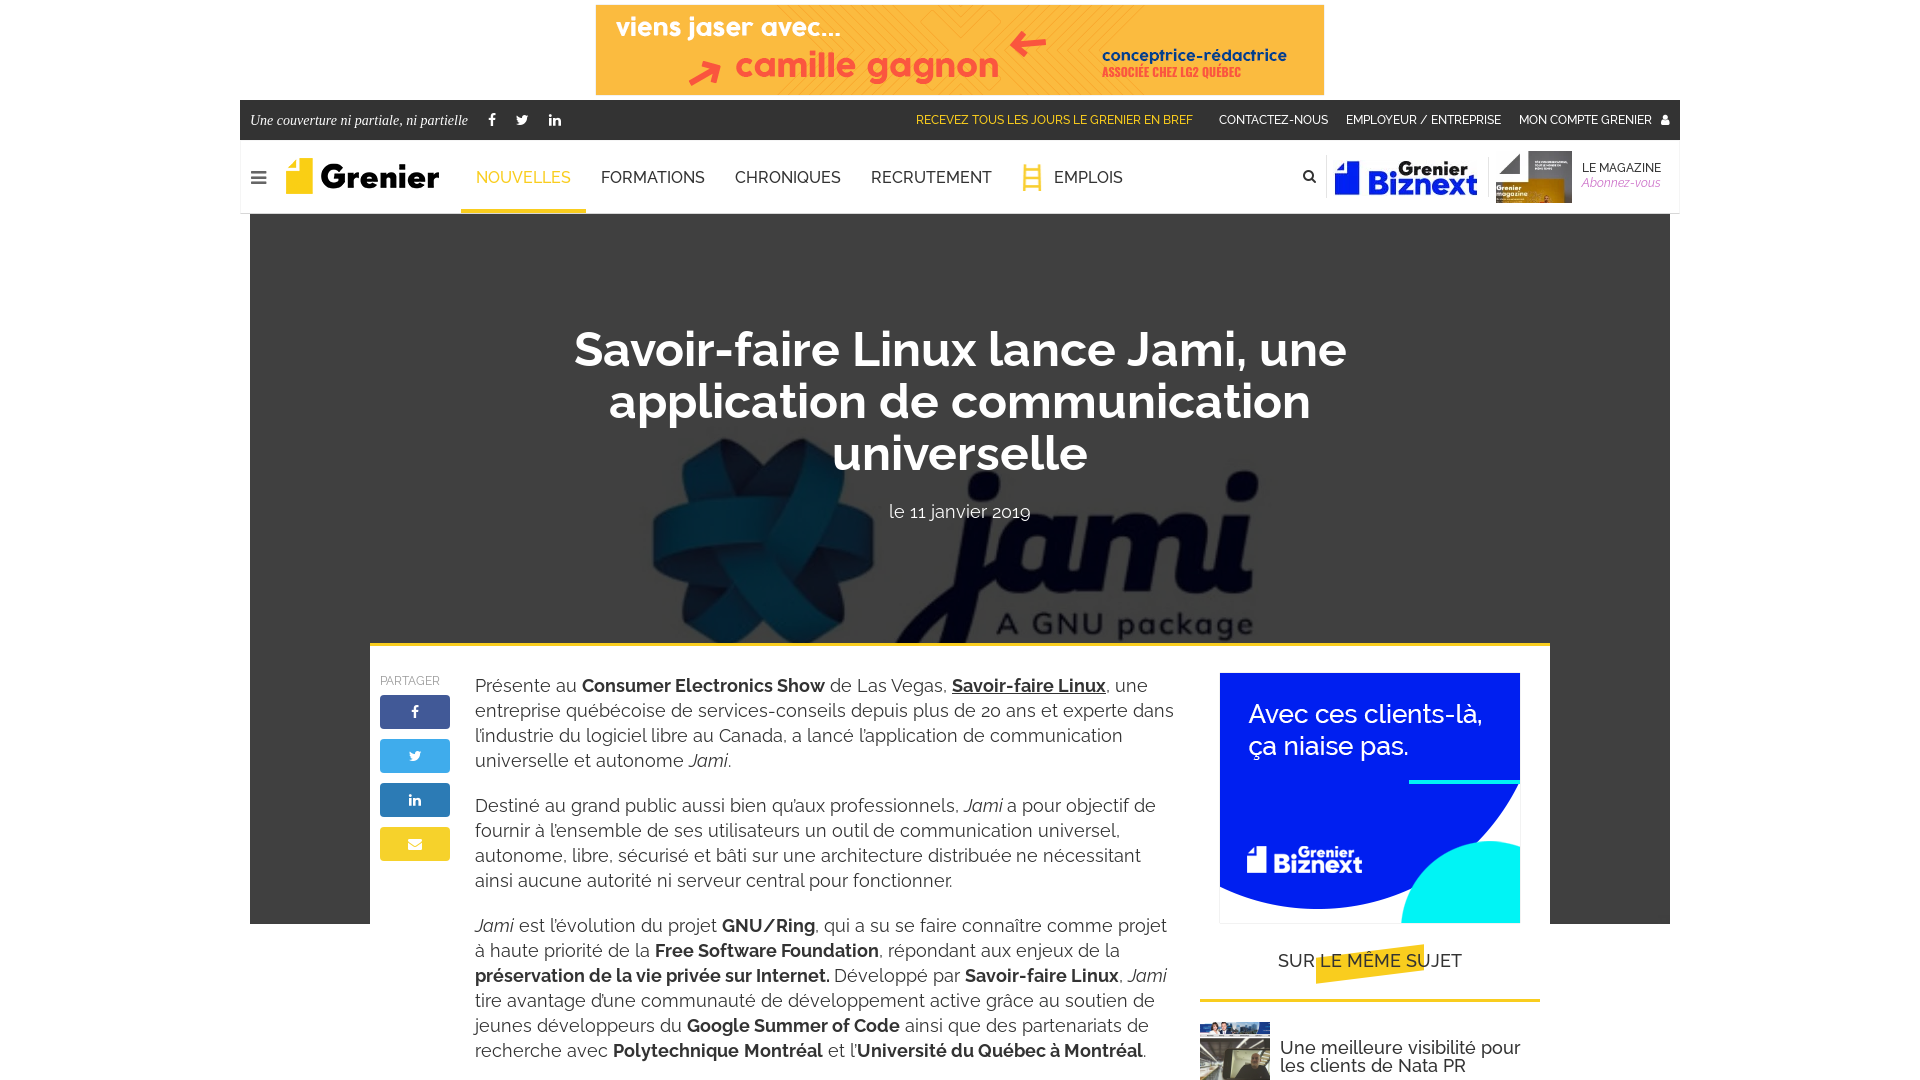 viens jaser avec...
camille gagnon
conceptrice-rédactrice
ASSOCIÉE CHEZ LG2 QUÉBEC
Une couverture ni partiale, ni partielle
RECEVEZ TOUS LES JOURS LE GRENIER EN BREF
CONTACTEZ-NOUS
EMPLOYEUR / ENTREPRISE
MON COMPTE GRENIER
Grenier
NOUVELLES
FORMATIONS
CHRONIQUES
RECRUTEMENT
EMPLOIS
Grenier
Biznext
Grenier
magazine
LE MAGAZINE
Abonnez-vous
Savoir-faire Linux lance Jami, une
application de communication
universelle
le 11 janvier 2019
jami
A GNU package
PARTAGER
Présente au Consumer Electronics Show de Las Vegas, Savoir-faire Linux, une
entreprise québécoise de services-conseils depuis plus de 20 ans et experte dans
l’industrie du logiciel libre au Canada, a lancé l’application de communication
universelle et autonome Jami.
Destiné au grand public aussi bien qu’aux professionnels, Jami a pour objectif de
fournir à l’ensemble de ses utilisateurs un outil de communication universel,
autonome, libre, sécurisé et bâti sur une architecture distribuée ne nécessitant
ainsi aucune autorité ni serveur central pour fonctionner.
Jami est l’évolution du projet GNU/Ring, qui a su se faire connaître comme projet
à haute priorité de la Free Software Foundation, répondant aux enjeux de la
préservation de la vie privée sur Internet. Développé par Savoir-faire Linux, Jami
tire avantage d’une communauté de développement active grâce au soutien de
jeunes développeurs du Google Summer of Code ainsi que des partenariats de
recherche avec Polytechnique Montréal et l’Université du Québec à Montréal.
Avec ces clients-là,
ça niaise pas.
Grenier
Biznext
SUR LE MÊME SUJET
Une meilleure visibilité pour
les clients de Nata PR